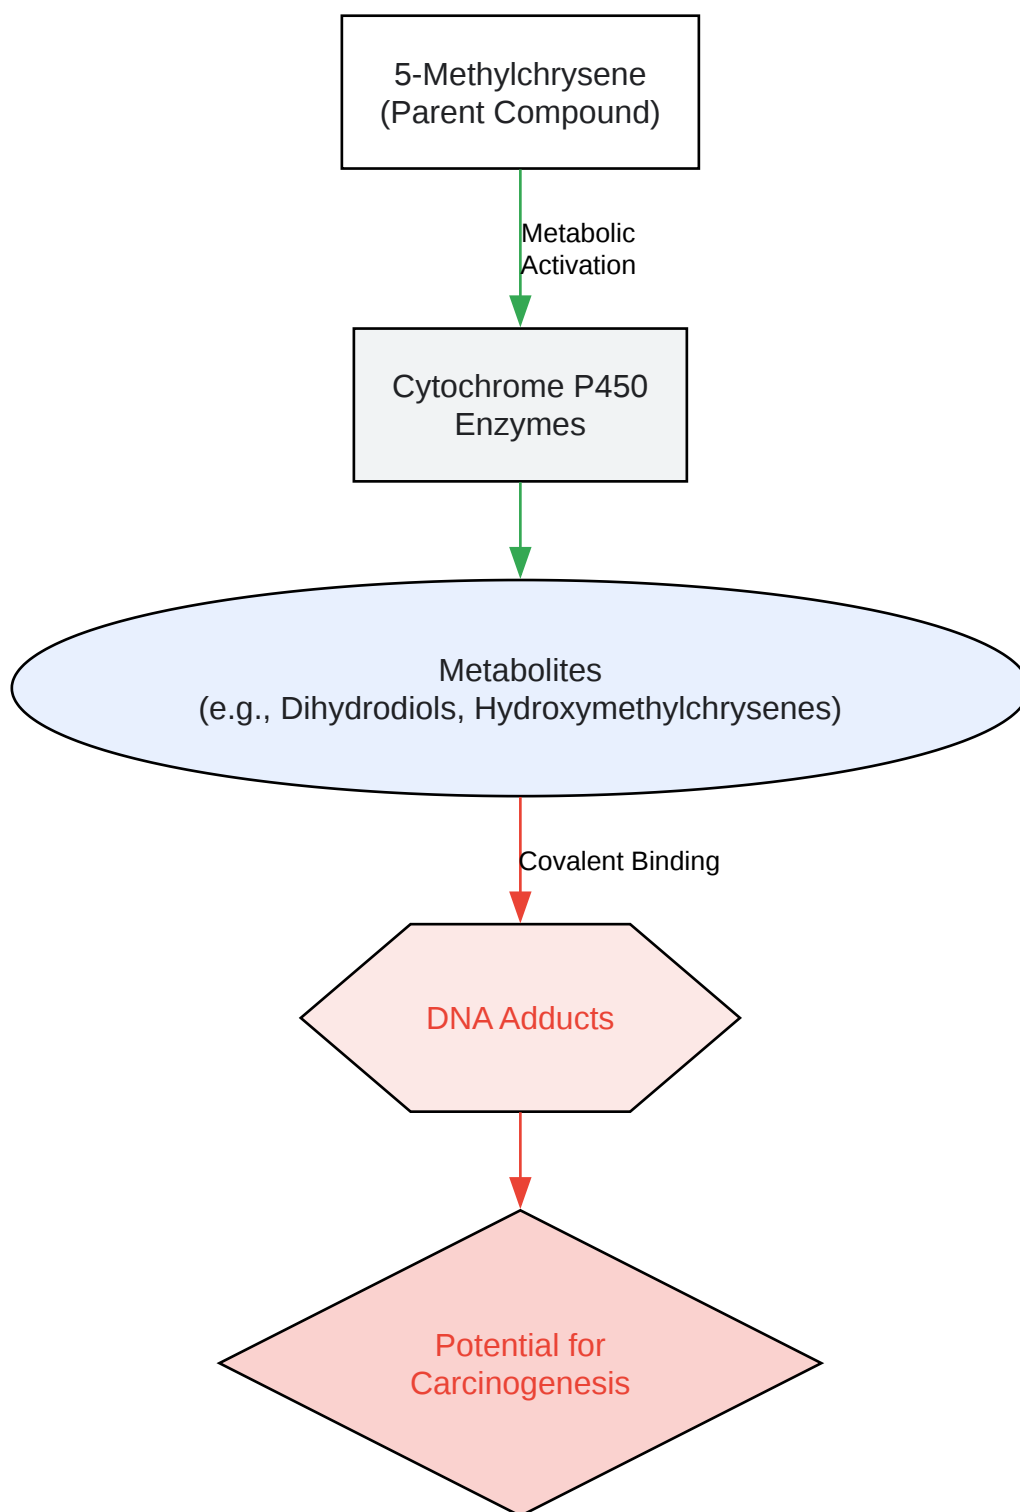 5-Methylchrysene
(Parent Compound)
Metabolic
Activation
Cytochrome P450
Enzymes
Metabolites
(e.g., Dihydrodiols, Hydroxymethylchrysenes)
Covalent Binding
DNA Adducts
Potential for
Carcinogenesis